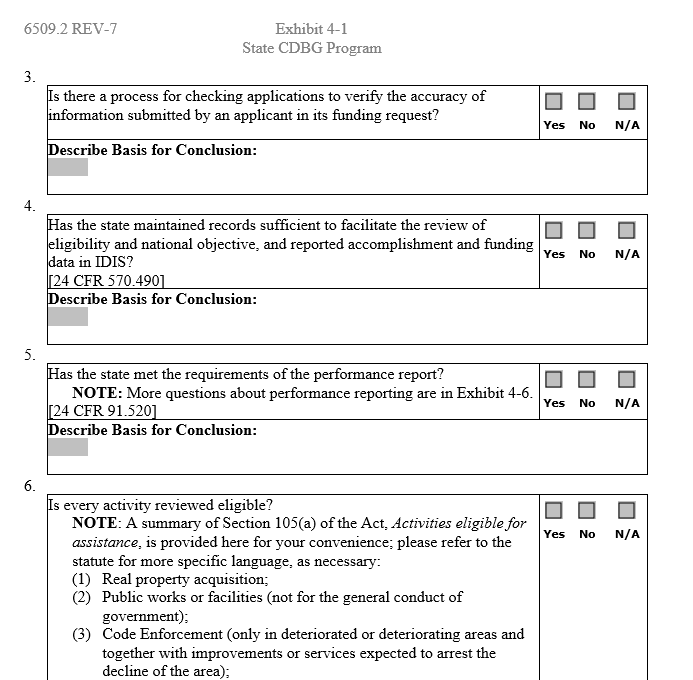 6509.2 REV-7
Exhibit 4-1
State CDBG Program
3.
Is there a process for checking applications to verify the accuracy of
information submitted by an applicant in its funding request?
Yes No N/A
Describe Basis for Conclusion:
4.
Has the state maintained records sufficient to facilitate the review of
eligibility and national objective, and reported accomplishment and funding
data in IDIS?
[24 CFR 570.490]
Yes No N/A
Describe Basis for Conclusion:
5.
Has the state met the requirements of the performance report?
NOTE: More questions about performance reporting are in Exhibit 4-6.
[24 CFR 91.520]
Yes No N/A
Describe Basis for Conclusion:
6.
Is every activity reviewed eligible?
NOTE: A summary of Section 105(a) of the Act, Activities eligible for
assistance, is provided here for your convenience; please refer to the
statute for more specific language, as necessary:
(1) Real property acquisition;
(2) Public works or facilities (not for the general conduct of
government);
(3) Code Enforcement (only in deteriorated or deteriorating areas and
together with improvements or services expected to arrest the
decline of the area);
Yes No N/A